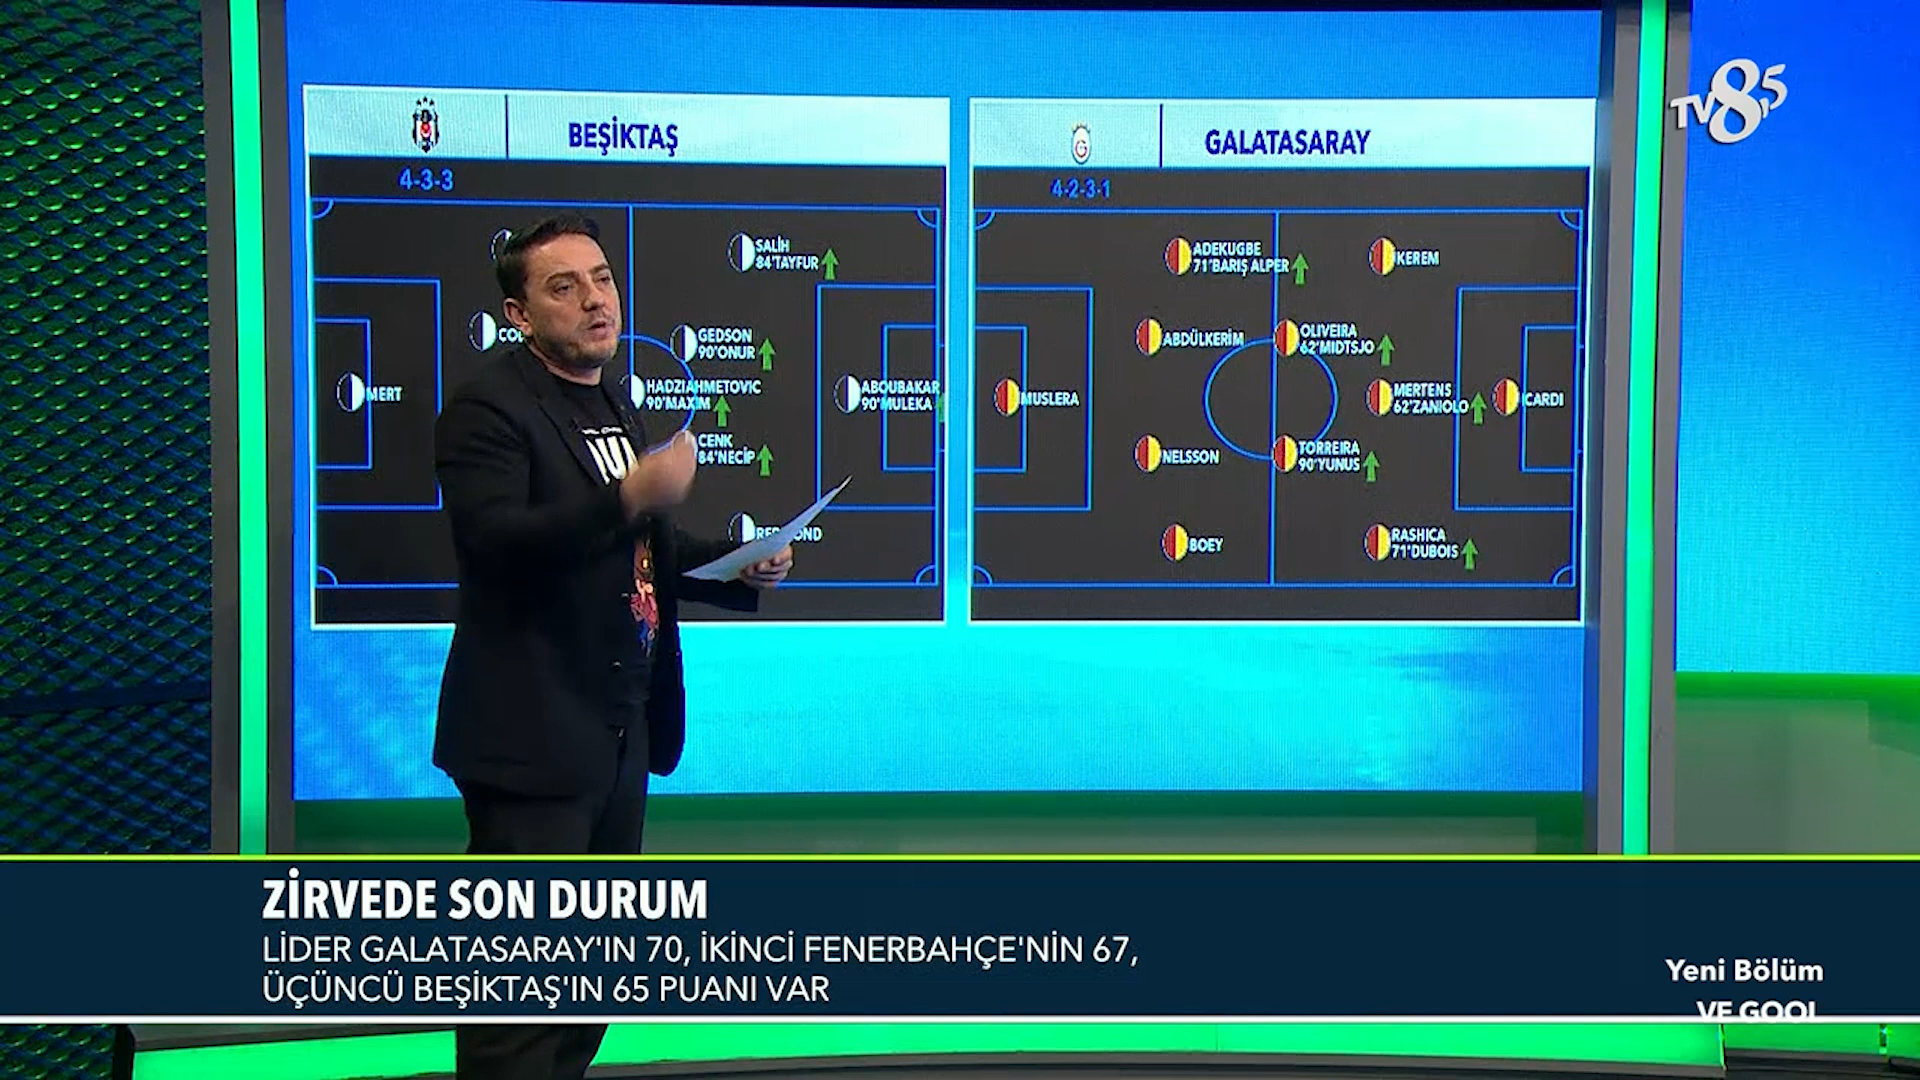 TV8,5
BEŞİKTAŞ
4-3-3
SALİH
84'TAYFUR
GEDSON
90'ONUR
MERT
HADZIAHMETOVIC
90'MAXIM
ABOUBAKAR
90'MULEKA
CENK
84'NECİP
GALATASARAY
4-2-3-1
ADEKUGBE
71'BARIŞ ALPER
KEREM
ABDÜLKERİM
OLIVEIRA
62'MIDTSJO
MUSLERA
MERTENS
62'ZANIOLO
ICARDI
NELSSON
TORREIRA
90'YUNUS
BOEY
RASHICA
71'DUBOIS
ZİRVEDE SON DURUM
LİDER GALATASARAY'IN 70, İKİNCİ FENERBAHÇE'NİN 67,
ÜÇÜNCÜ BEŞİKTAŞ'IN 65 PUANI VAR
Yeni Bölüm
VE GOOL